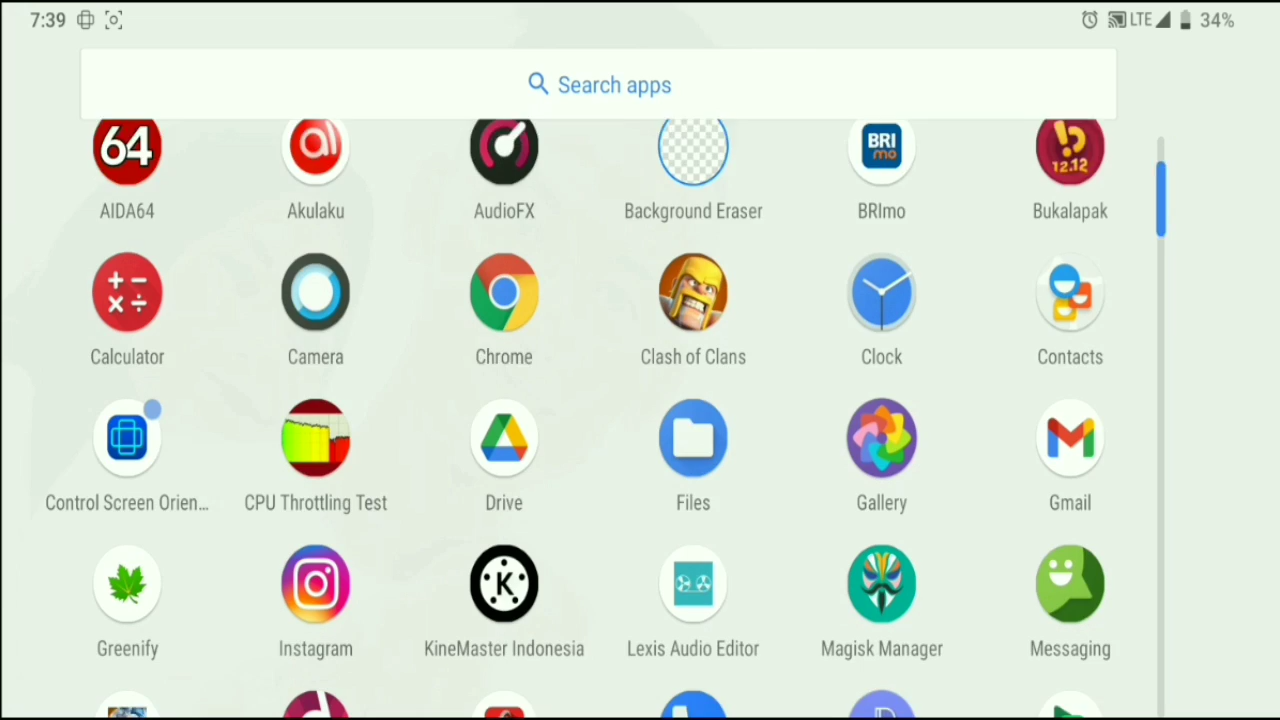 7:39 LTE 34%
Search apps
64
BRI
mo
12.12
AIDA64 Akulaku AudioFX Background Eraser BRImo Bukalapak
Calculator Camera Chrome Clash of Clans Clock Contacts
Control Screen Orien... CPU Throttling Test Drive Files Gallery Gmail
K
Greenify Instagram KineMaster Indonesia Lexis Audio Editor Magisk Manager Messaging